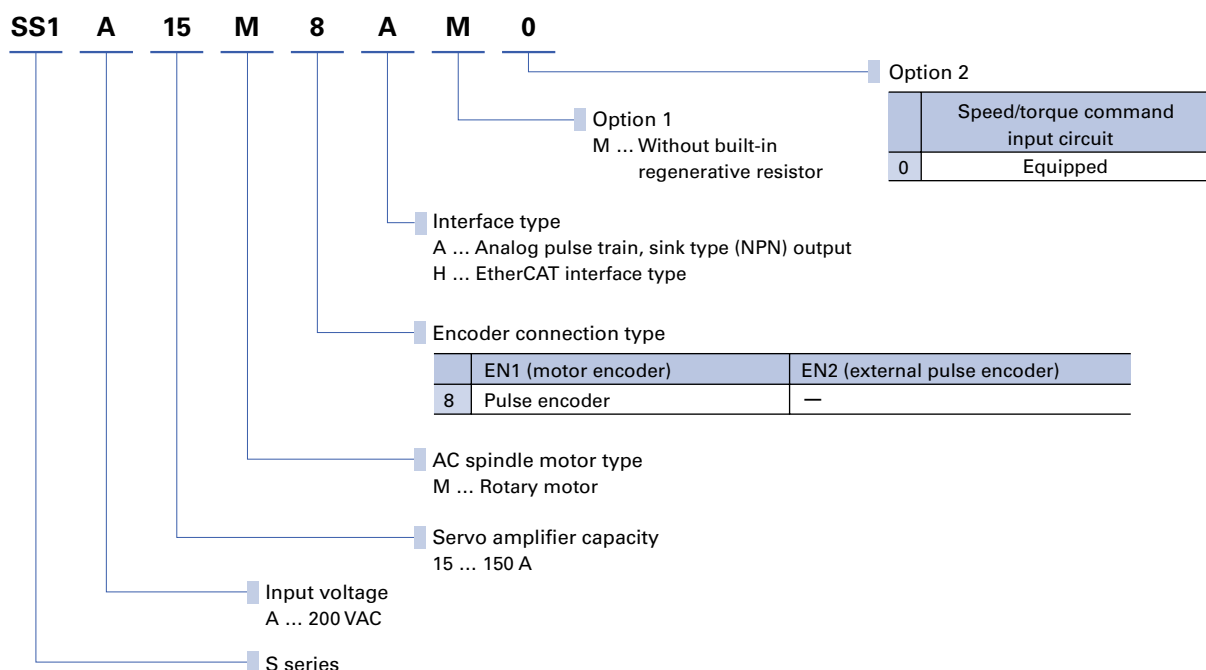 SS1 A 15 M 8 A M 0
Option 2
Speed/torque command
input circuit
0 Equipped
Option 1
M ... Without built-in
regenerative resistor
Interface type
A ... Analog pulse train, sink type (NPN) output
H ... EtherCAT interface type
Encoder connection type
EN1 (motor encoder) EN2 (external pulse encoder)
8 Pulse encoder —
AC spindle motor type
M ... Rotary motor
Servo amplifier capacity
15 ... 150 A
Input voltage
A ... 200 VAC
S series